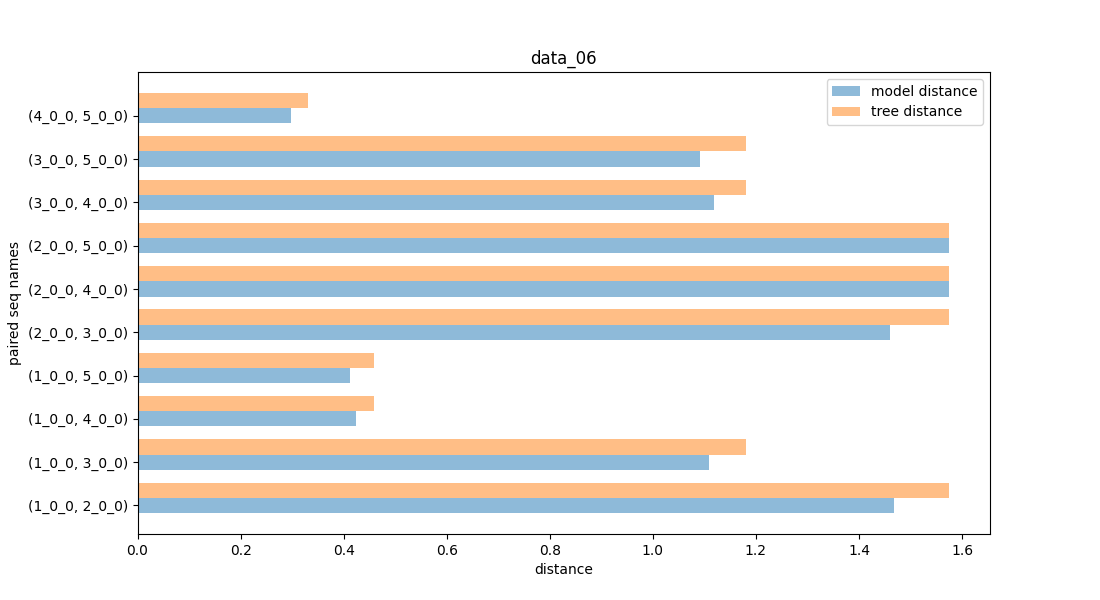 data_06
model distance
tree distance
paired seq names
(4_0_0, 5_0_0)
(3_0_0, 5_0_0)
(3_0_0, 4_0_0)
(2_0_0, 5_0_0)
(2_0_0, 4_0_0)
(2_0_0, 3_0_0)
(1_0_0, 5_0_0)
(1_0_0, 4_0_0)
(1_0_0, 3_0_0)
(1_0_0, 2_0_0)
0.0 0.2 0.4 0.6 0.8 1.0 1.2 1.4 1.6
distance